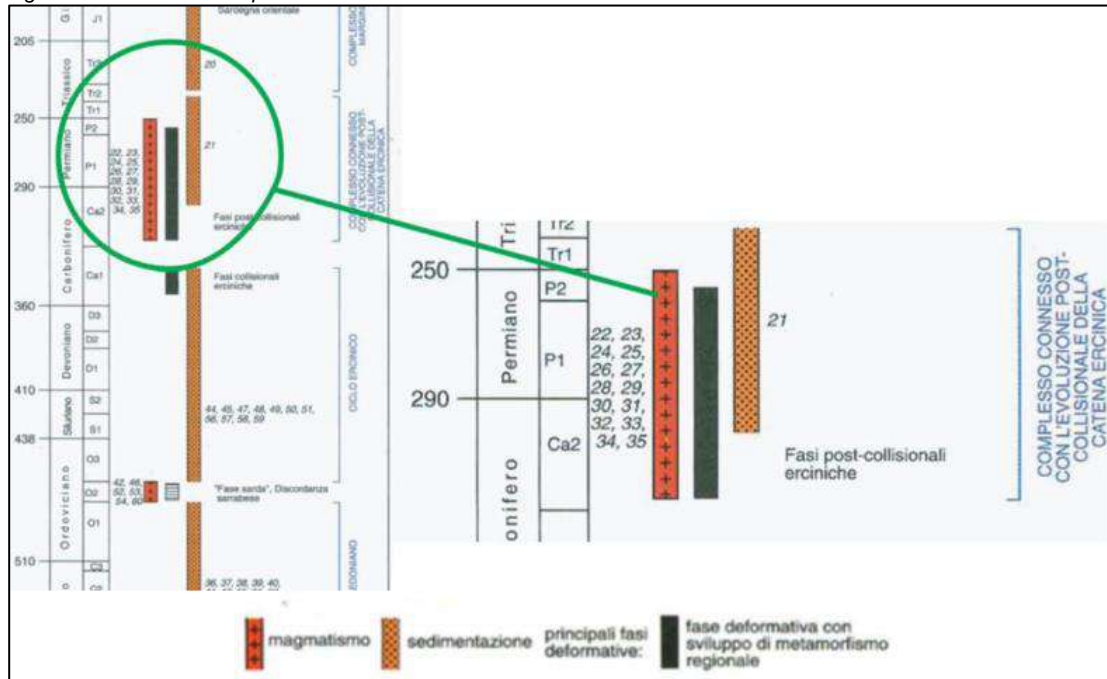 Sardegna orientale
Gi
J1
205
Triassico
Tr3
Tr2
Tr1
20
COMPLESSO
MARGINI
250
Permiano
P2
P1
290
22, 23,
24, 25,
26, 27,
28, 29,
30, 31,
32, 33,
34, 35
21
COMPLESSO CONNESSO
CON L'EVOLUZIONE POST-
COLLISIONALE DELLA
CATENA ERCINICA
Carbonifero
Ca2
Ca1
Fasi post-collisionali
erciniche
Fasi collisionali
erciniche
360
Devoniano
D3
D2
D1
CICLO ERCINICO
410
Siluriano
S2
S1
438
44, 45, 47, 48, 49, 50, 51,
56, 57, 58, 59
Ordoviciano
O3
O2
O1
42, 46,
52, 53,
54, 60
"Fase sarda", Discordanza
sarrabese
510
o
36, 37, 38, 39, 40,
EDONIANO
Tri
Tr2
Tr1
250
Permiano
P2
P1
290
onifero
Ca2
22, 23,
24, 25,
26, 27,
28, 29,
30, 31,
32, 33,
34, 35
21
Fasi post-collisionali
erciniche
COMPLESSO CONNESSO
CON L'EVOLUZIONE POST-
COLLISIONALE DELLA
CATENA ERCINICA
magmatismo
sedimentazione
principali fasi
deformative:
fase deformativa con
sviluppo di metamorfismo
regionale